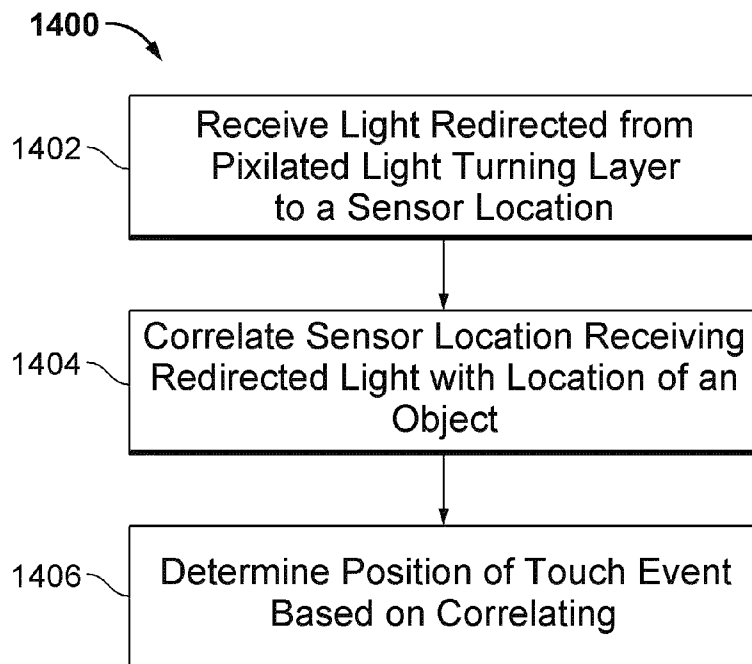 1400
1402
Receive Light Redirected from
Pixilated Light Turning Layer
to a Sensor Location
1404
Correlate Sensor Location Receiving
Redirected Light with Location of an
Object
1406
Determine Position of Touch Event
Based on Correlating